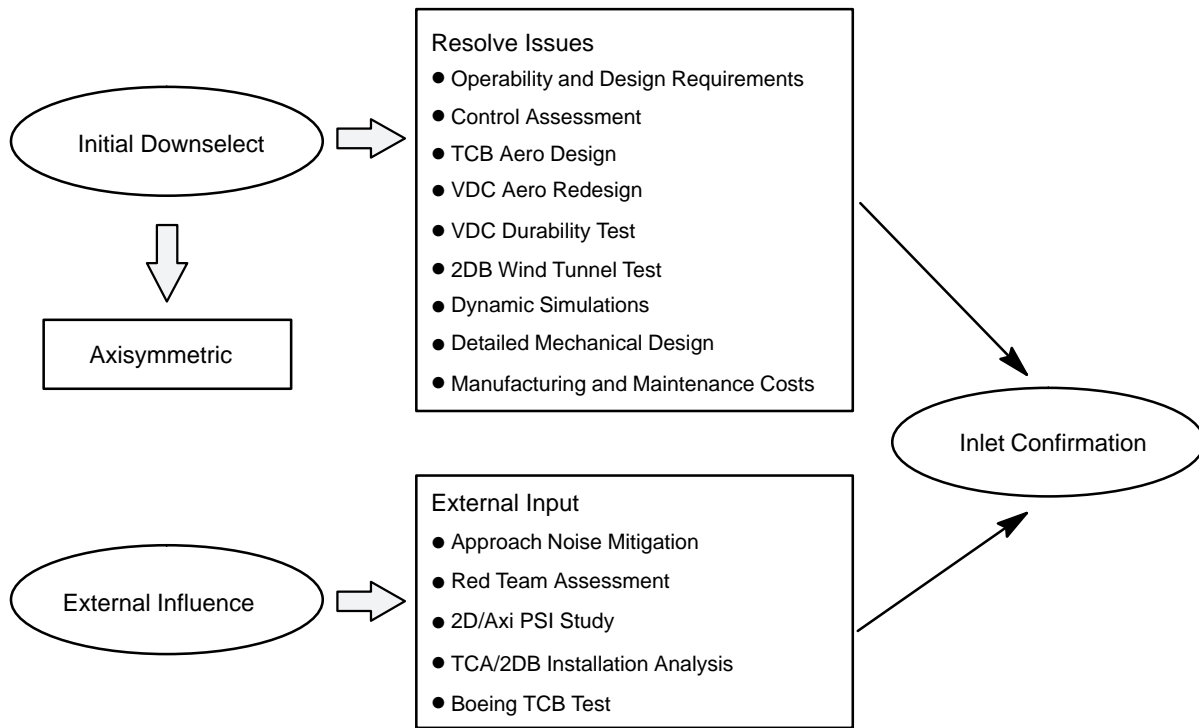 Initial Downselect
Axisymmetric
Resolve Issues
● Operability and Design Requirements
● Control Assessment
● TCB Aero Design
● VDC Aero Redesign
● VDC Durability Test
● 2DB Wind Tunnel Test
● Dynamic Simulations
● Detailed Mechanical Design
● Manufacturing and Maintenance Costs
External Influence
External Input
● Approach Noise Mitigation
● Red Team Assessment
● 2D/Axi PSI Study
● TCA/2DB Installation Analysis
● Boeing TCB Test
Inlet Confirmation